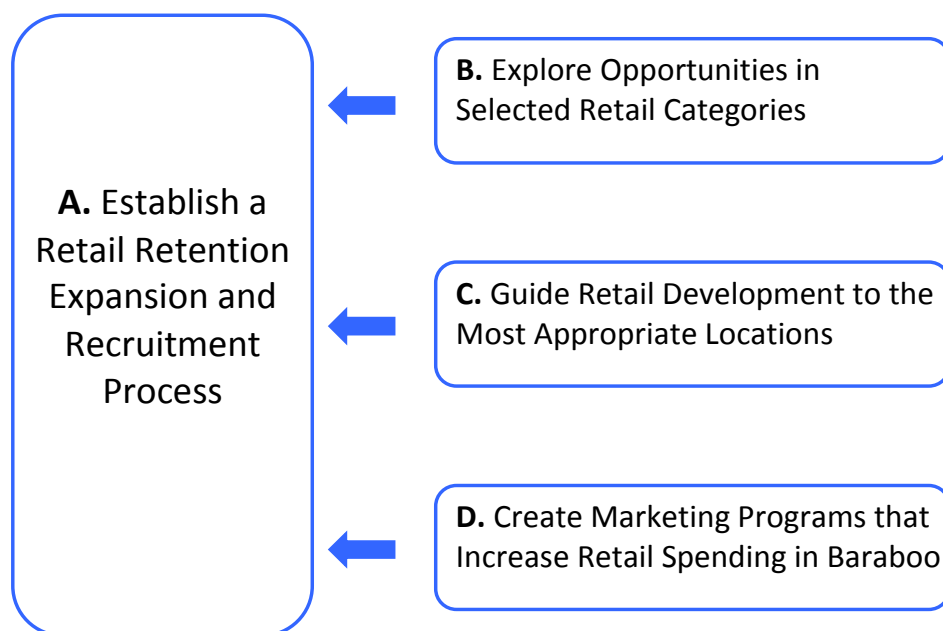 A. Establish a
Retail Retention
Expansion and
Recruitment
Process
B. Explore Opportunities in
Selected Retail Categories
C. Guide Retail Development to the
Most Appropriate Locations
D. Create Marketing Programs that
Increase Retail Spending in Baraboo